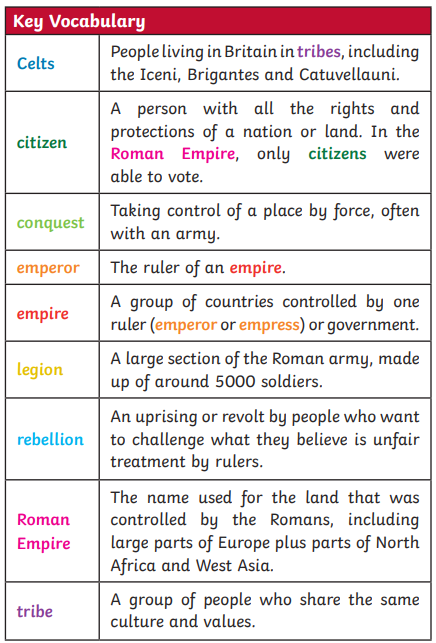 Key Vocabulary
Celts
People living in Britain in tribes, including
the Iceni, Brigantes and Catuvellauni.
citizen
A person with all the rights and
protections of a nation or land. In the
Roman Empire, only citizens were
able to vote.
conquest
Taking control of a place by force, often
with an army.
emperor
The ruler of an empire.
empire
A group of countries controlled by one
ruler (emperor or empress) or government.
legion
A large section of the Roman army, made
up of around 5000 soldiers.
rebellion
An uprising or revolt by people who want
to challenge what they believe is unfair
treatment by rulers.
Roman
Empire
The name used for the land that was
controlled by the Romans, including
large parts of Europe plus parts of North
Africa and West Asia.
tribe
A group of people who share the same
culture and values.